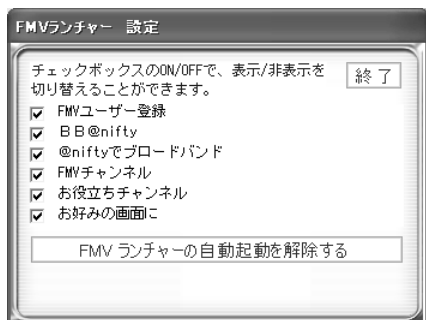 FMVランチャー 設定
チェックボックスのON/OFFで、表示/非表示を
切り替えることができます。
終了
FMVユーザー登録
BB@nifty
@niftyでブロードバンド
FMVチャンネル
お役立ちチャンネル
お好みの画面に
FMV ランチャーの自動起動を解除する